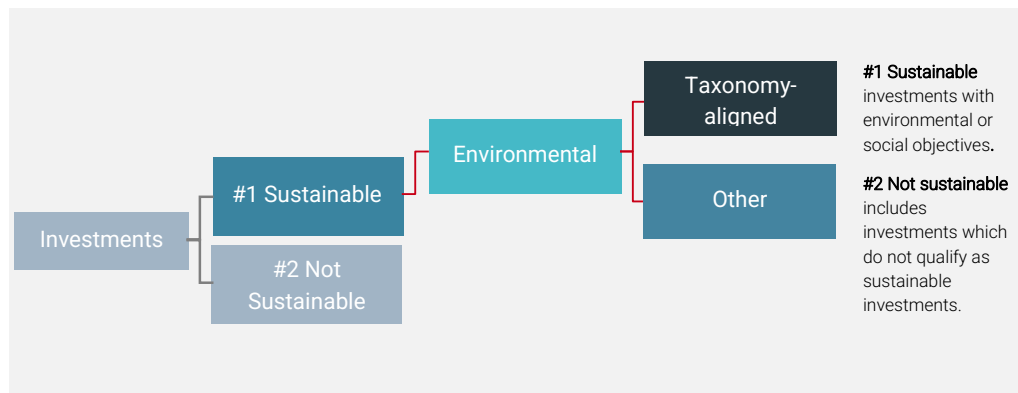 Investments
#1 Sustainable
#2 Not
Sustainable
Environmental
Taxonomy-
aligned
Other
#1 Sustainable
investments with
environmental or
social objectives.
#2 Not sustainable
includes
investments which
do not qualify as
sustainable
investments.